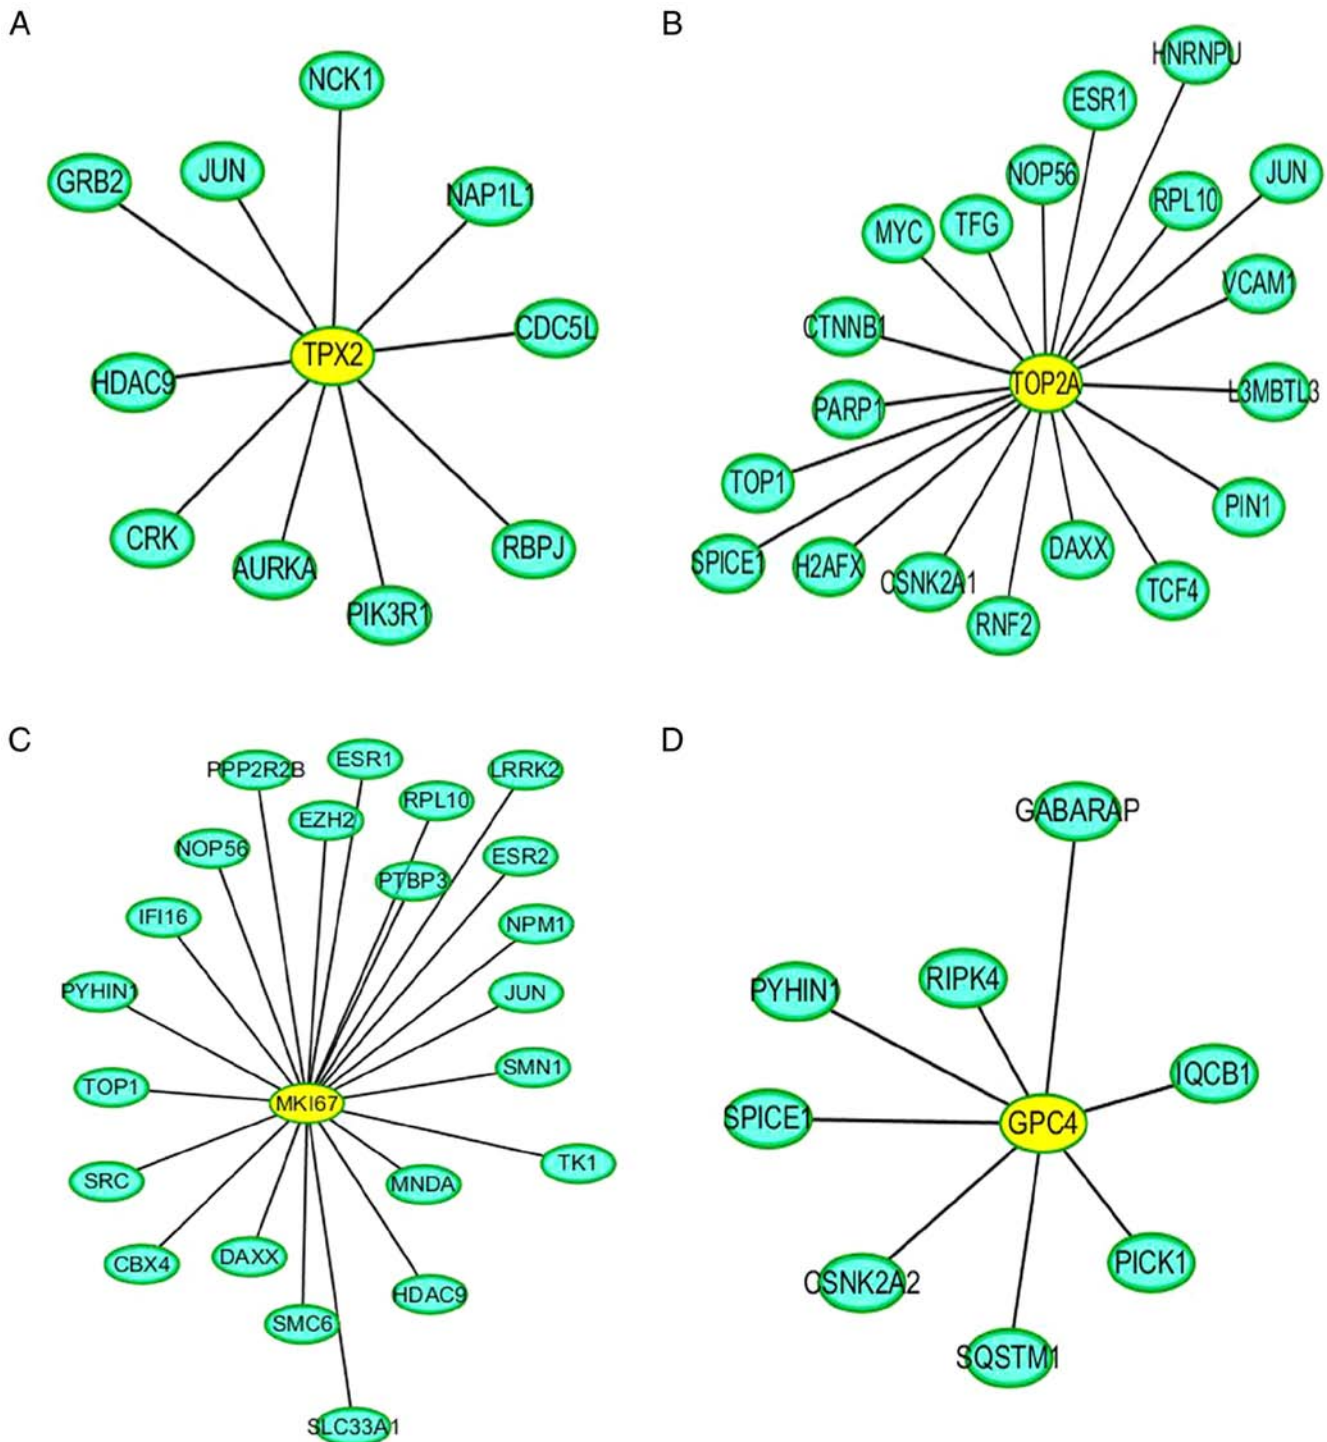 A
NCK1
JUN
GRB2
NAP1L1
CDC5L
TPX2
HDAC9
CRK
AURKA
RBPJ
PIK3R1
B
HNRNPU
ESR1
NOP56
JUN
RPL10
TFG
MYC
VCAM1
CTNNB1
TOP2A
L3MBTL3
PARP1
TOP1
PIN1
SPICE1
H2AFX
CSNK2A1
DAXX
TCF4
RNF2
C
PPP2R2B
ESR1
LRRK2
RPL10
EZH2
NOP56
ESR2
PTBP3
IFI16
NPM1
PYHIN1
JUN
SMN1
TOP1
MKI67
TK1
SRC
MNDA
CBX4
DAXX
HDAC9
SMC6
SLC33A1
D
GABARAP
RIPK4
PYHIN1
IQCB1
SPICE1
GPC4
PICK1
CSNK2A2
SQSTM1